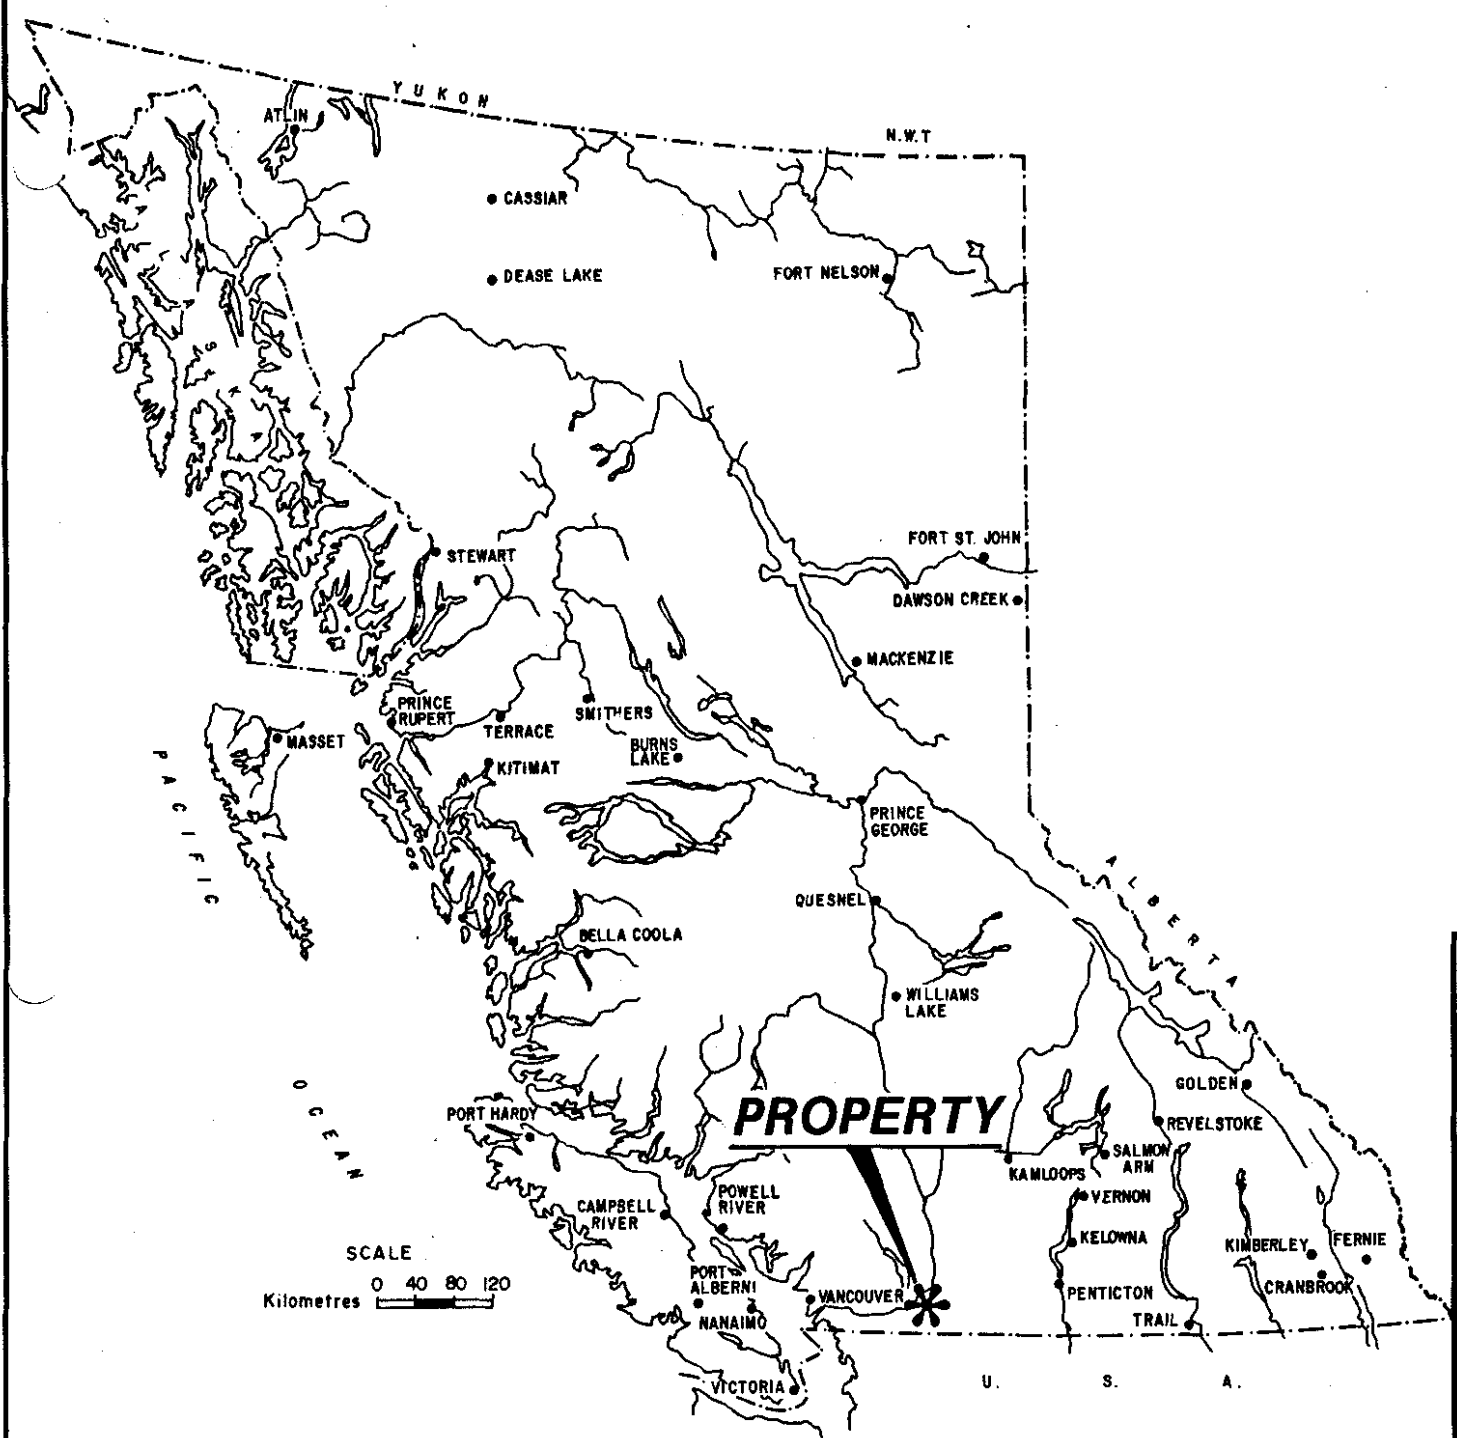 YUKON
N.W.T
ATLIN
CASSIAR
DEASE LAKE
FORT NELSON
ALASKA
STEWART
FORT ST. JOHN
DAWSON CREEK
MACKENZIE
PRINCE
RUPERT
TERRACE
SMITHERS
MASSET
BURNS
LAKE
KITIMAT
PACIFIC
OCEAN
PRINCE
GEORGE
ALBERTA
QUESNEL
BELLA COOLA
WILLIAMS
LAKE
GOLDEN
PORT HARDY
PROPERTY
REVELSTOKE
SALMON
ARM
KAMLOOPS
VERNON
CAMPBELL
RIVER
POWELL
RIVER
KELOWNA
KIMBERLEY
FERNIE
SCALE
0 40 80 120
Kilometres
PORT
ALBERNI
VANCOUVER
PENTICTON
CRANBROOK
NANAIMO
TRAIL
VICTORIA
U. S. A.